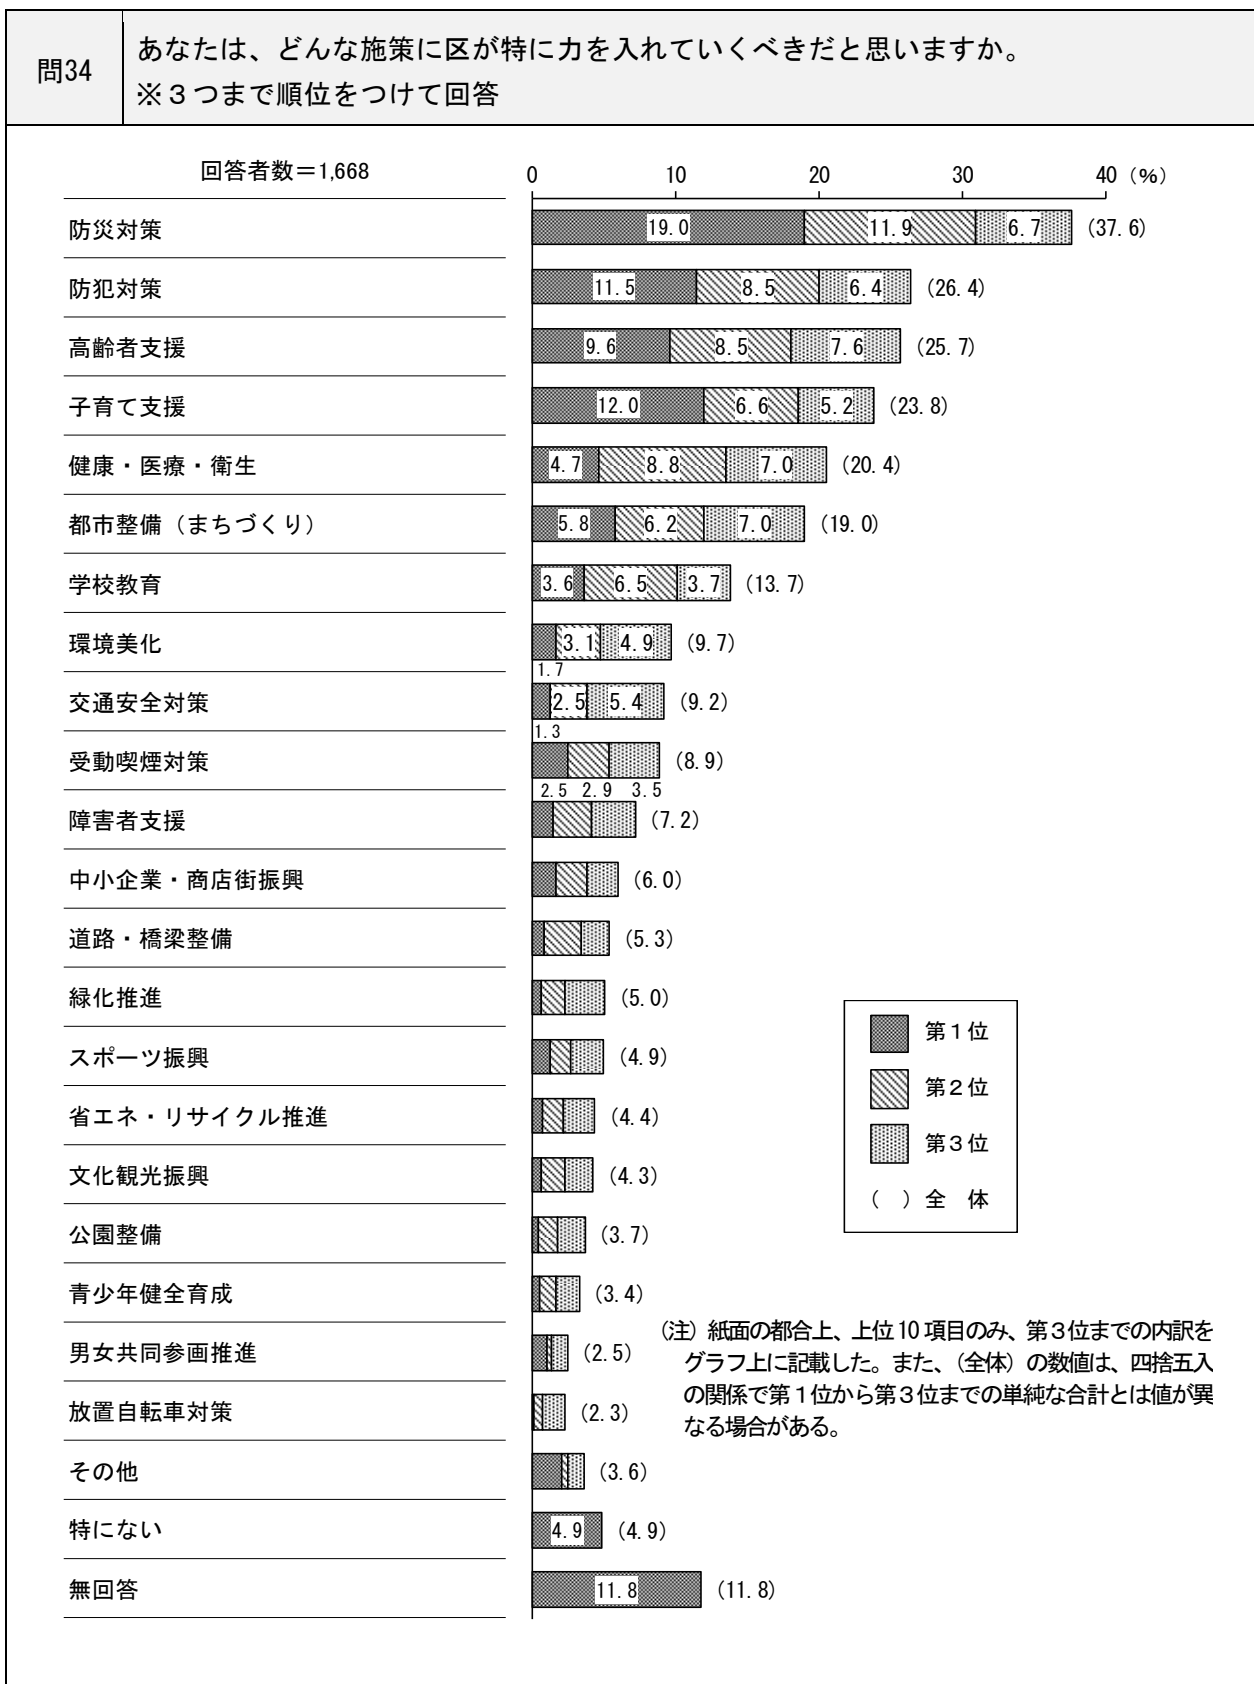 問34
あなたは、どんな施策に区が特に力を入れていくべきだと思いますか。
※３つまで順位をつけて回答
回答者数＝1,668
0 10 20 30 40 （％）
防災対策 19.0 11.9 6.7 (37.6)
防犯対策 11.5 8.5 6.4 (26.4)
高齢者支援 9.6 8.5 7.6 (25.7)
子育て支援 12.0 6.6 5.2 (23.8)
健康・医療・衛生 4.7 8.8 7.0 (20.4)
都市整備（まちづくり） 5.8 6.2 7.0 (19.0)
学校教育 3.6 6.5 3.7 (13.7)
環境美化 3.1 4.9 (9.7)
1.7
交通安全対策 2.5 5.4 (9.2)
1.3
受動喫煙対策 (8.9)
2.5 2.9 3.5
障害者支援 (7.2)
中小企業・商店街振興 (6.0)
道路・橋梁整備 (5.3)
緑化推進 (5.0)
スポーツ振興 (4.9)
省エネ・リサイクル推進 (4.4)
文化観光振興 (4.3)
公園整備 (3.7)
青少年健全育成 (3.4)
男女共同参画推進 (2.5)
放置自転車対策 (2.3)
その他 (3.6)
特にない 4.9 (4.9)
無回答 11.8 (11.8)
第１位
第２位
第３位
（　）全　体
（注）紙面の都合上、上位10項目のみ、第３位までの内訳を
グラフ上に記載した。また、（全体）の数値は、四捨五入
の関係で第１位から第３位までの単純な合計とは値が異
なる場合がある。